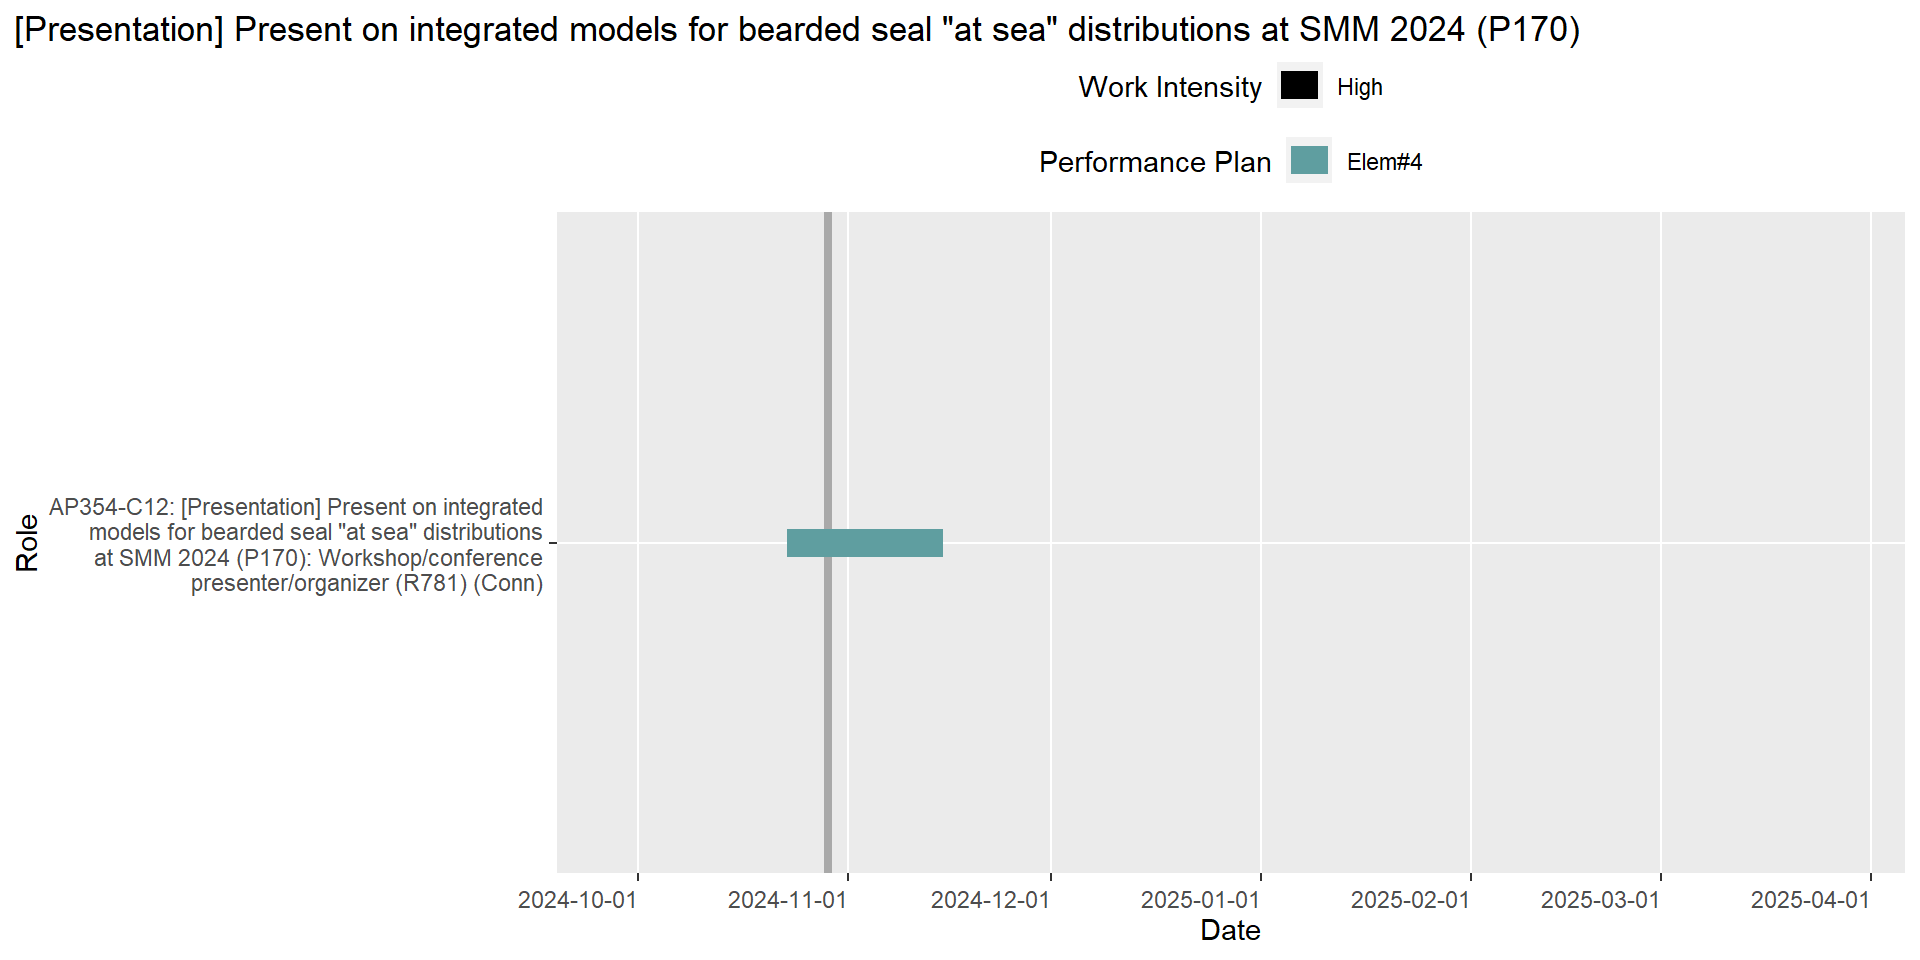 [Presentation] Present on integrated models for bearded seal "at sea" distributions at SMM 2024 (P170)
Work Intensity High
Performance Plan Elem#4
Role
AP354-C12: [Presentation] Present on integrated
models for bearded seal "at sea" distributions
at SMM 2024 (P170): Workshop/conference
presenter/organizer (R781) (Conn)
2024-10-01 2024-11-01 2024-12-01 2025-01-01 2025-02-01 2025-03-01 2025-04-01
Date